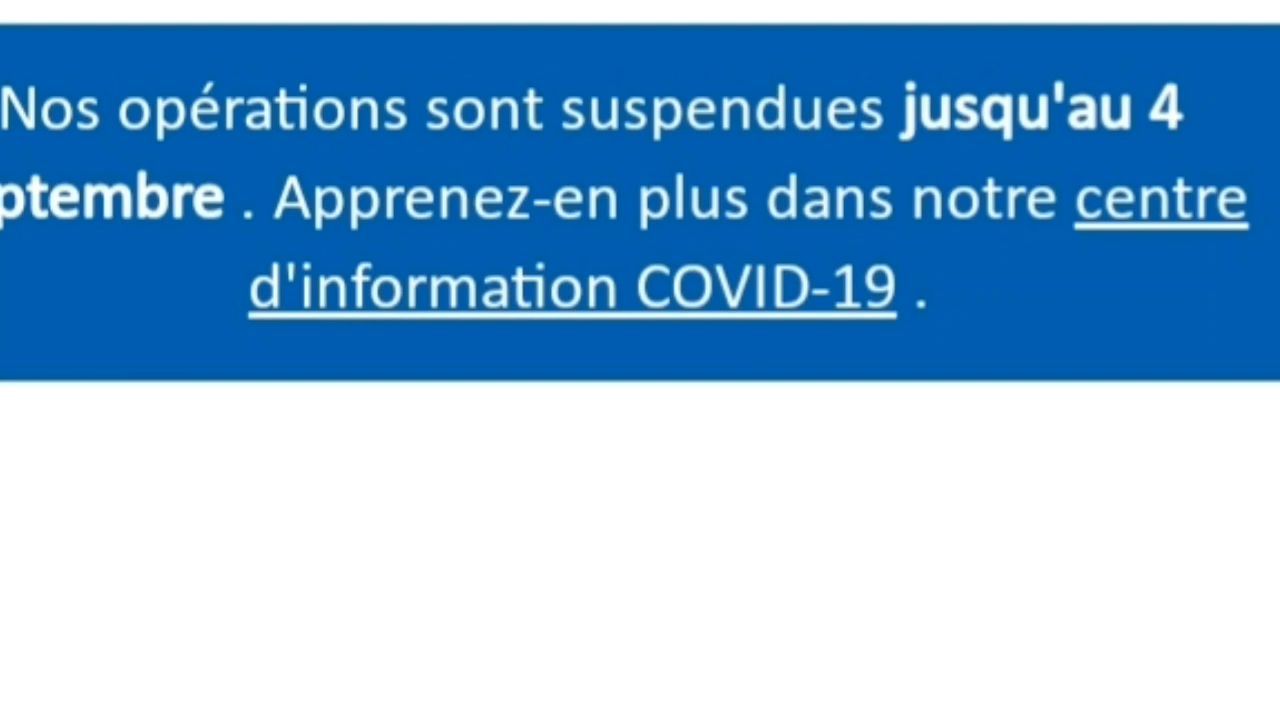 Nos opérations sont suspendues jusqu'au 4
ptembre . Apprenez-en plus dans notre centre
d'information COVID-19 .